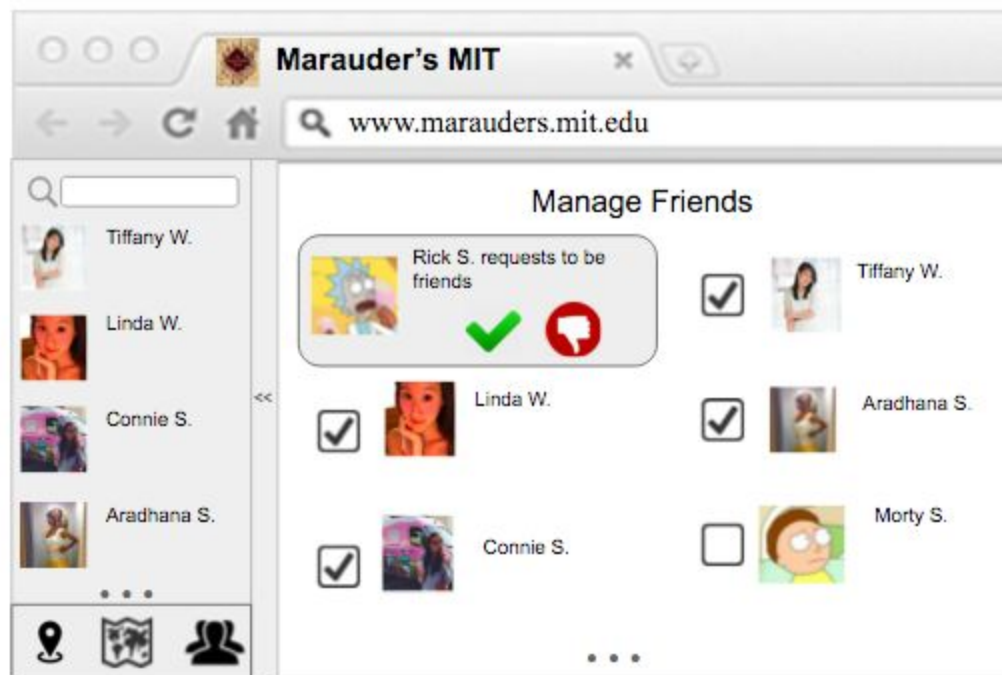 Marauder's MIT
www.marauders.mit.edu
Tiffany W.
Linda W.
Connie S.
Aradhana S.
<<
Manage Friends
Rick S. requests to be
friends
Tiffany W.
Linda W.
Aradhana S.
Connie S.
Morty S.